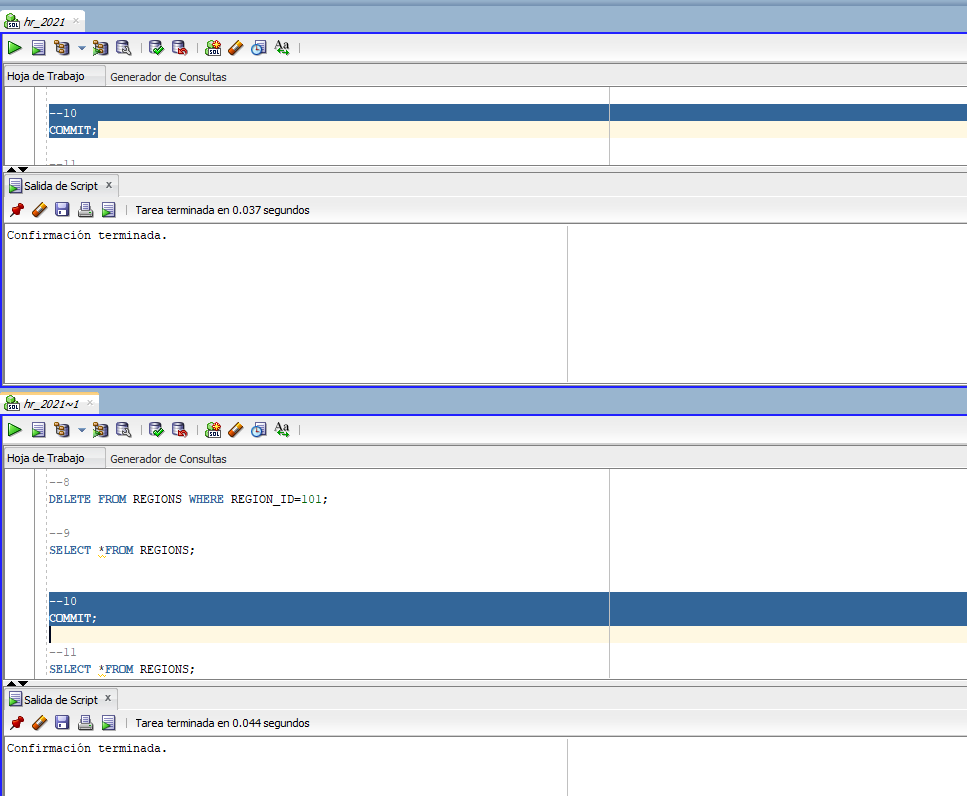 hr_2021
Hoja de Trabajo Generador de Consultas
--10
COMMIT;
--11
Salida de Script
Tarea terminada en 0.037 segundos
Confirmación terminada.
hr_2021~1
Hoja de Trabajo Generador de Consultas
--8
DELETE FROM REGIONS WHERE REGION_ID=101;
--9
SELECT *FROM REGIONS;
--10
COMMIT;
--11
SELECT *FROM REGIONS;
Salida de Script
Tarea terminada en 0.044 segundos
Confirmación terminada.